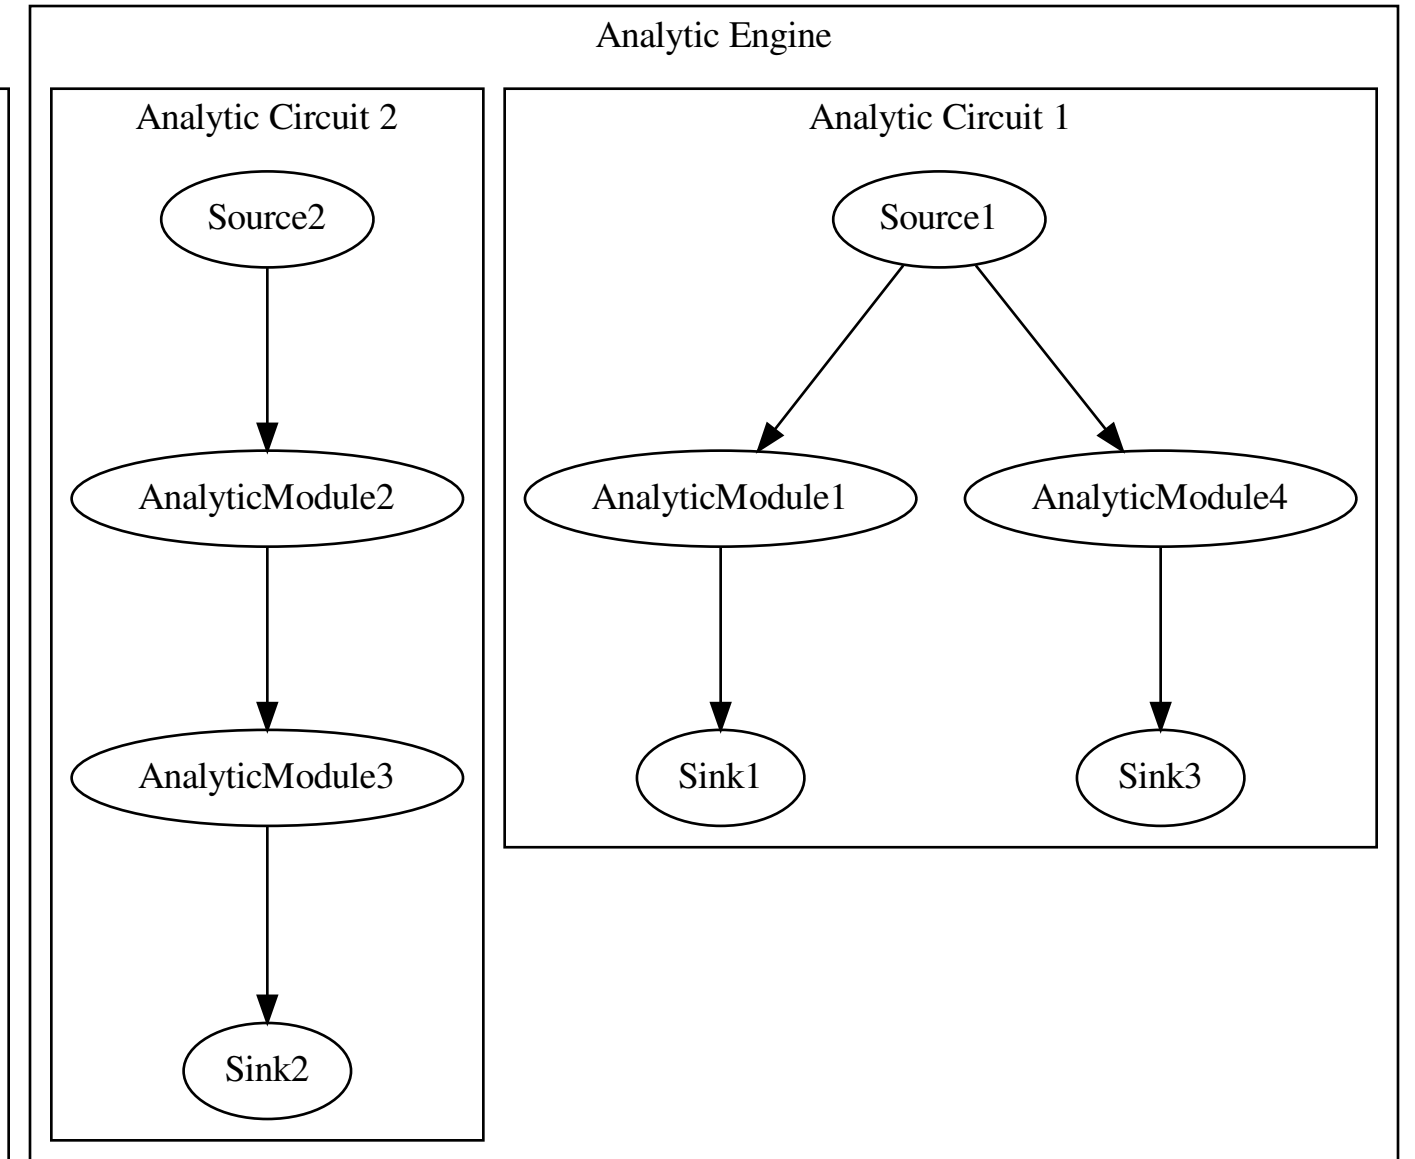 Analytic Engine
Analytic Circuit 2
Source2
AnalyticModule2
AnalyticModule3
Sink2
Analytic Circuit 1
Source1
AnalyticModule1
AnalyticModule4
Sink1
Sink3